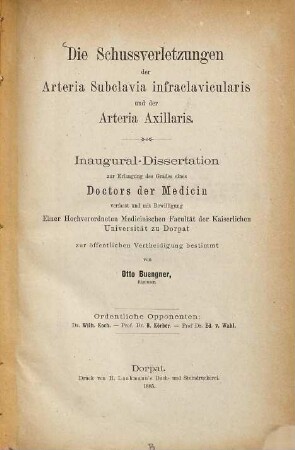 Die Schussverletzungen
der
Arteria Subclavia infraclavicularis
und der
Arteria Axillaris.
Inaugural-Dissertation
zur Erlangung des Grades eines
Doctors der Medicin
verfasst und mit Bewilligung
Einer Hochverordneten Medicinischen Facultät der Kaiserlichen
Universität zu Dorpat
zur öffentlichen Vertheidigung bestimmt
von
Otto Buengner,
Ordentliche Opponenten:
Dr. Wilh. Koch. — Prof. Dr. B. Körber. — Prof Dr. Ed. v. Wahl.
Dorpat.
Druck von H. Laakmann's Buch- und Steindruckerei.
1885.